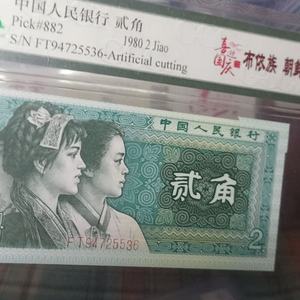 中国人民银行 贰角
Pick#882
1980 2 Jiao
S/N FT94725536-Artificial cutting
喜迎国庆
布依族 朝鲜
中国人民银行
贰角
FT94725536
2